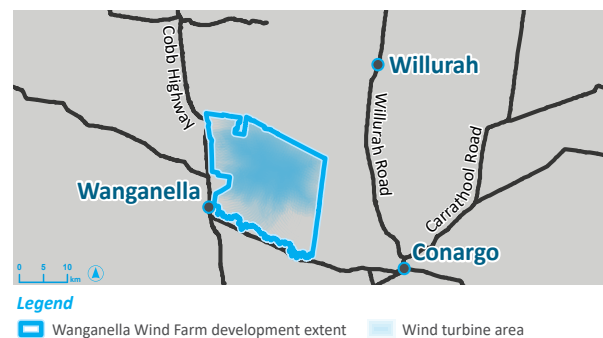 Cobb Highway
Willurah
Willurah Road
Carrathool Road
Wanganella
Conargo
0 5 10
km
Legend
Wanganella Wind Farm development extent
Wind turbine area